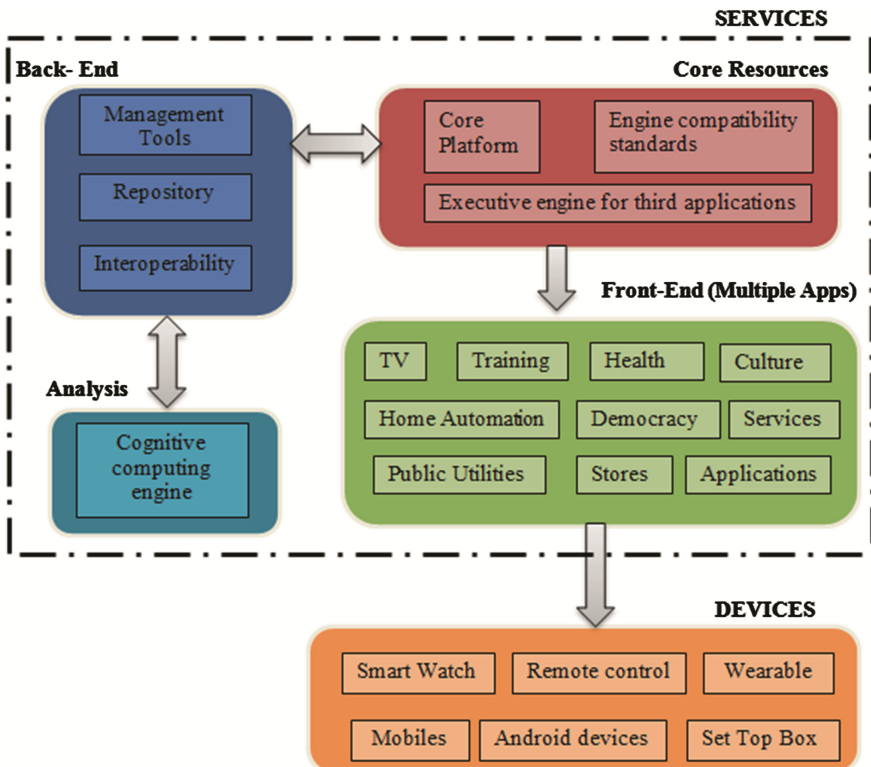 SERVICES
Back- End
Core Resources
Management
Tools
Repository
Interoperability
Core
Platform
Engine compatibility
standards
Executive engine for third applications
Front-End (Multiple Apps)
TV
Training
Health
Culture
Home Automation
Democracy
Services
Public Utilities
Stores
Applications
Analysis
Cognitive
computing
engine
DEVICES
Smart Watch
Remote control
Wearable
Mobiles
Android devices
Set Top Box